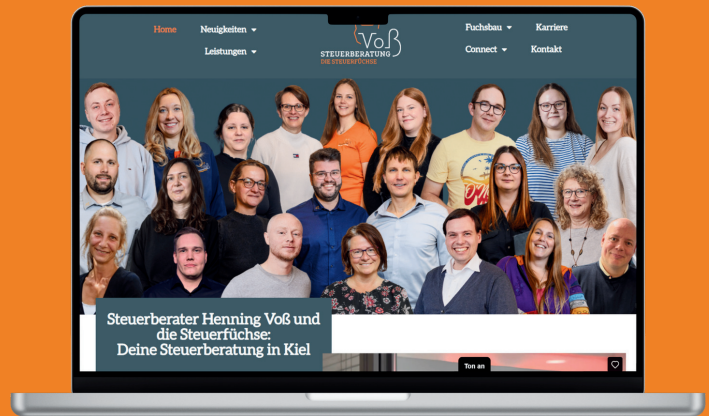 Home
Neuigkeiten
Leistungen
Voß
STEUERBERATUNG
DIE STEUERFÜCHSE
Fuchsbau
Karriere
Connect
Kontakt
Steuerberater Henning Voß und
die Steuerfüchse:
Deine Steuerberatung in Kiel
Ton an